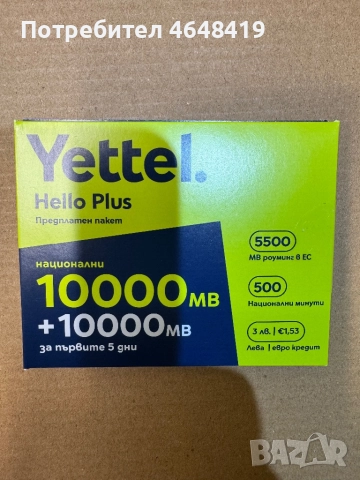 Потребител 4648419
Yettel.
Hello Plus
Предплатен пакет
национални
10000MB
+10000MB
за първите 5 дни
5500
MB роуминг в ЕС
500
Национални минути
3 лв. | €1,53
Лева | евро кредит
BAZAR